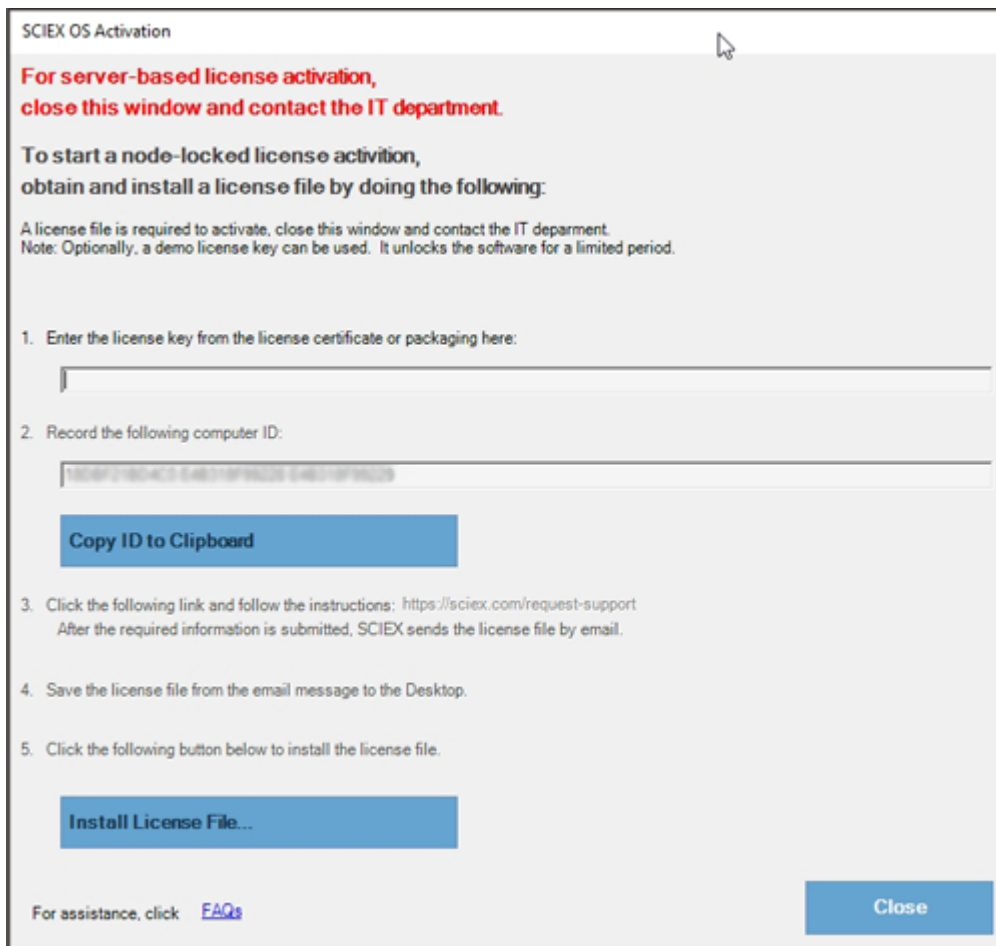 SCIEX OS Activation
For server-based license activation,
close this window and contact the IT department.
To start a node-locked license activition,
obtain and install a license file by doing the following:
A license file is required to activate, close this window and contact the IT deparment.
Note: Optionally, a demo license key can be used. It unlocks the software for a limited period.
1. Enter the license key from the license certificate or packaging here:
2. Record the following computer ID:
Copy ID to Clipboard
3. Click the following link and follow the instructions: https://sciex.com/request-support
After the required information is submitted, SCIEX sends the license file by email.
4. Save the license file from the email message to the Desktop.
5. Click the following button below to install the license file.
Install License File...
For assistance, click FAQs
Close